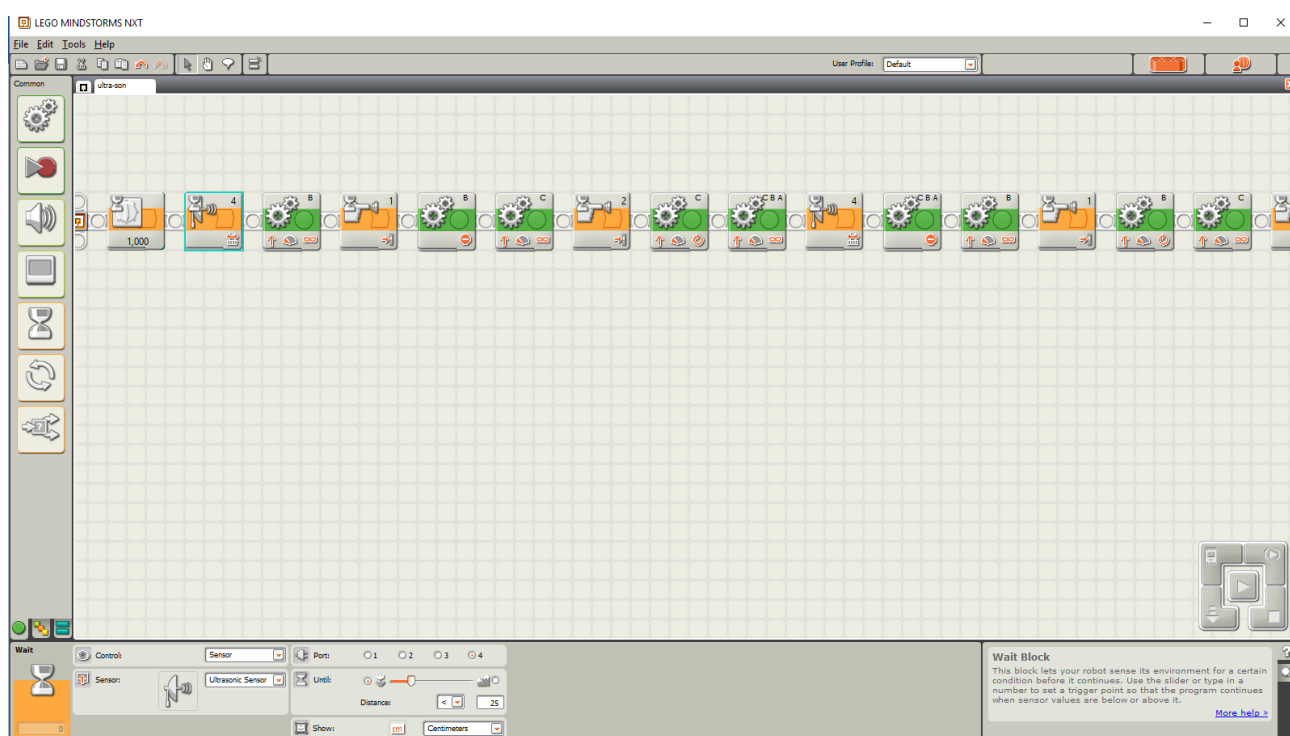 LEGO MINDSTORMS NXT
File Edit Tools Help
User Profile: Default
Common
ultra-son
4 B 1 B C 2 C C B A 4 C B A B 1 B C
1,000
Wait
Control: Sensor
Port: 1 2 3 4
Sensor: Ultrasonic Sensor
Until:
Distance: < 25
Show: cm Centimeters
0
Wait Block
This block lets your robot sense its environment for a certain
condition before it continues. Use the slider or type in a
number to set a trigger point so that the program continues
when sensor values are below or above it.
More help »